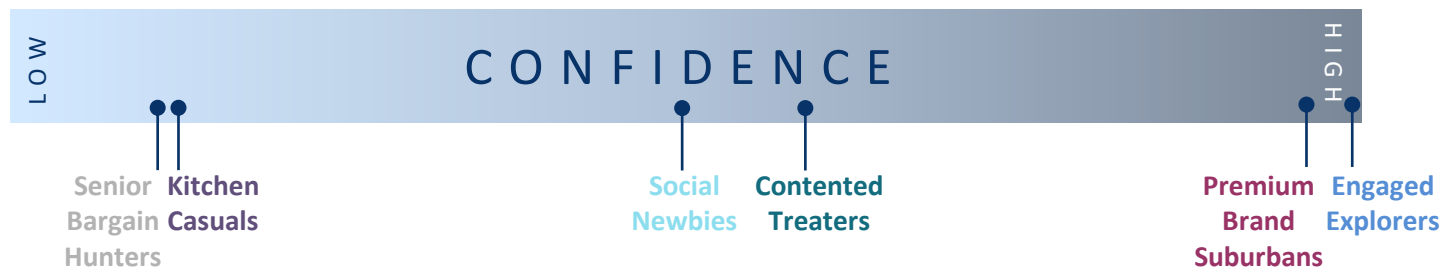 LOW
CONFIDENCE
HIGH
Senior
Bargain
Hunters
Kitchen
Casuals
Social
Newbies
Contented
Treaters
Premium
Brand
Suburbans
Engaged
Explorers